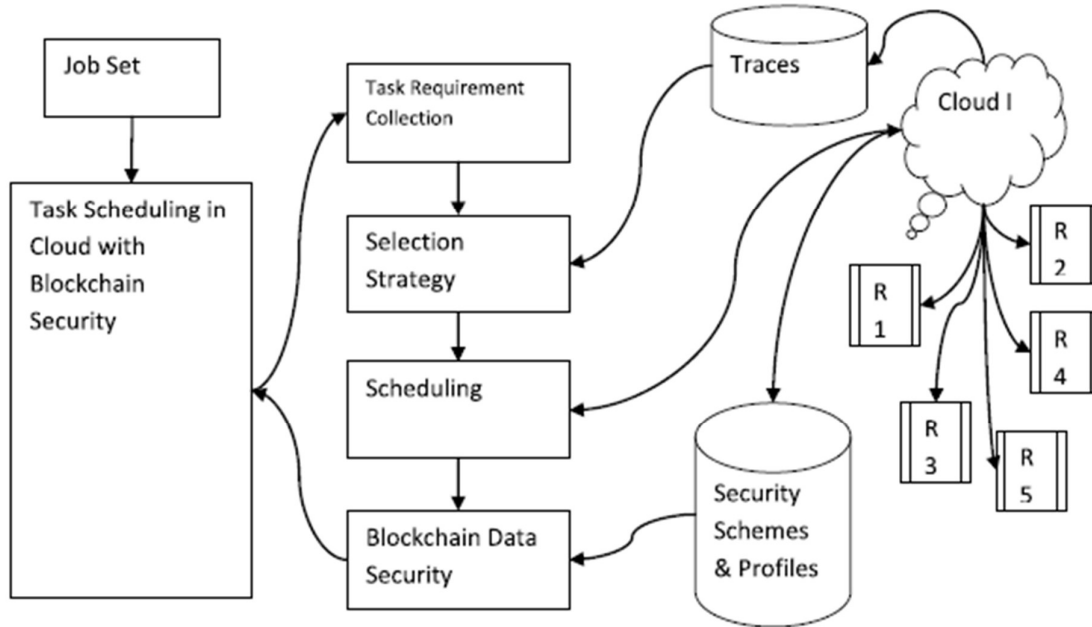 Job Set
Task Scheduling in
Cloud with
Blockchain
Security
Task Requirement
Collection
Selection
Strategy
Scheduling
Blockchain Data
Security
Traces
Cloud I
Security
Schemes
& Profiles
R
1
R
2
R
3
R
4
R
5